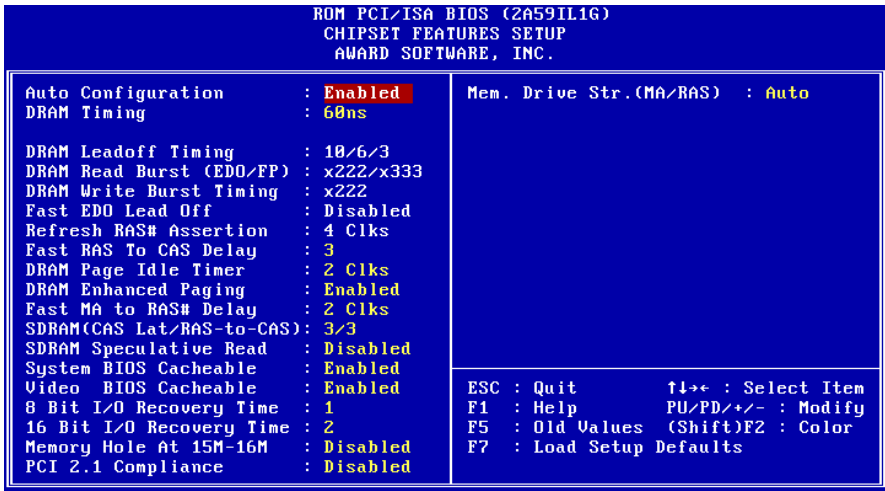 ROM PCI/ISA BIOS (2A59IL1G)
CHIPSET FEATURES SETUP
AWARD SOFTWARE, INC.
Auto Configuration : Enabled
DRAM Timing : 60ns
DRAM Leadoff Timing : 10/6/3
DRAM Read Burst (EDO/FP) : x222/x333
DRAM Write Burst Timing : x222
Fast EDO Lead Off : Disabled
Refresh RAS# Assertion : 4 Clks
Fast RAS To CAS Delay : 3
DRAM Page Idle Timer : 2 Clks
DRAM Enhanced Paging : Enabled
Fast MA to RAS# Delay : 2 Clks
SDRAM(CAS Lat/RAS-to-CAS): 3/3
SDRAM Speculative Read : Disabled
System BIOS Cacheable : Enabled
Video BIOS Cacheable : Enabled
8 Bit I/O Recovery Time : 1
16 Bit I/O Recovery Time : 2
Memory Hole At 15M-16M : Disabled
PCI 2.1 Compliance : Disabled
Mem. Drive Str.(MA/RAS) : Auto
ESC : Quit ↑↓→← : Select Item
F1 : Help PU/PD/+/- : Modify
F5 : Old Values (Shift)F2 : Color
F7 : Load Setup Defaults